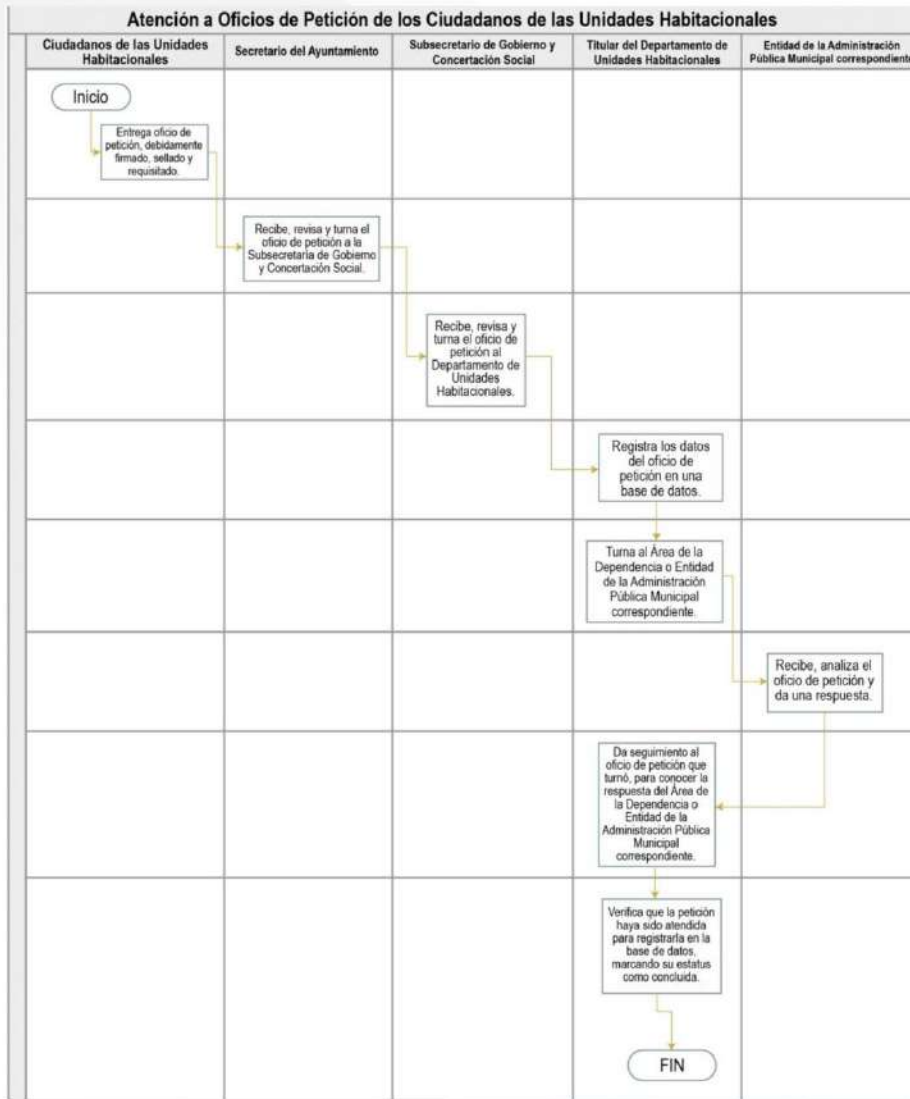 Atención a Oficios de Petición de los Ciudadanos de las Unidades Habitacionales
Ciudadanos de las Unidades
Habitacionales
Secretario del Ayuntamiento
Subsecretario de Gobierno y
Concertación Social
Titular del Departamento de
Unidades Habitacionales
Entidad de la Administración
Pública Municipal correspondiente
Inicio
Entrega oficio de
petición, debidamente
firmado, sellado y
requisitado.
Recibe, revisa y turna el
oficio de petición a la
Subsecretaría de Gobierno
y Concertación Social.
Recibe, revisa y
turna el oficio de
petición al
Departamento de
Unidades
Habitacionales.
Registra los datos
del oficio de
petición en una
base de datos.
Turna al Área de la
Dependencia o Entidad
de la Administración
Pública Municipal
correspondiente.
Recibe, analiza el
oficio de petición y
da una respuesta.
Da seguimiento al
oficio de petición que
turnó, para conocer la
respuesta del Área de
la Dependencia o
Entidad de la
Administración Pública
Municipal
correspondiente.
Verifica que la petición
haya sido atendida
para registrarla en la
base de datos,
marcando su estatus
como concluida.
FIN